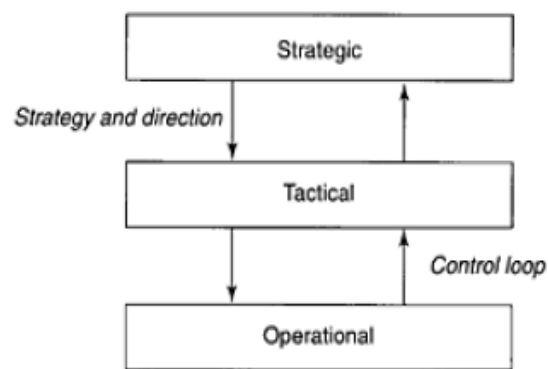 Strategic
Strategy and direction
Tactical
Control loop
Operational